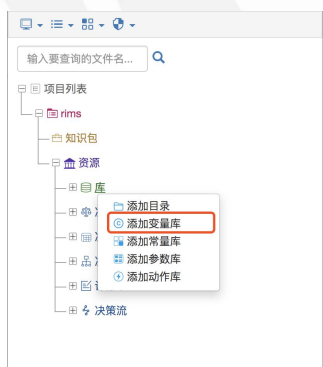 输入要查询的文件名...
项目列表
rims
知识包
资源
库
添加目录
添加变量库
添加常量库
添加参数库
添加动作库
决策流